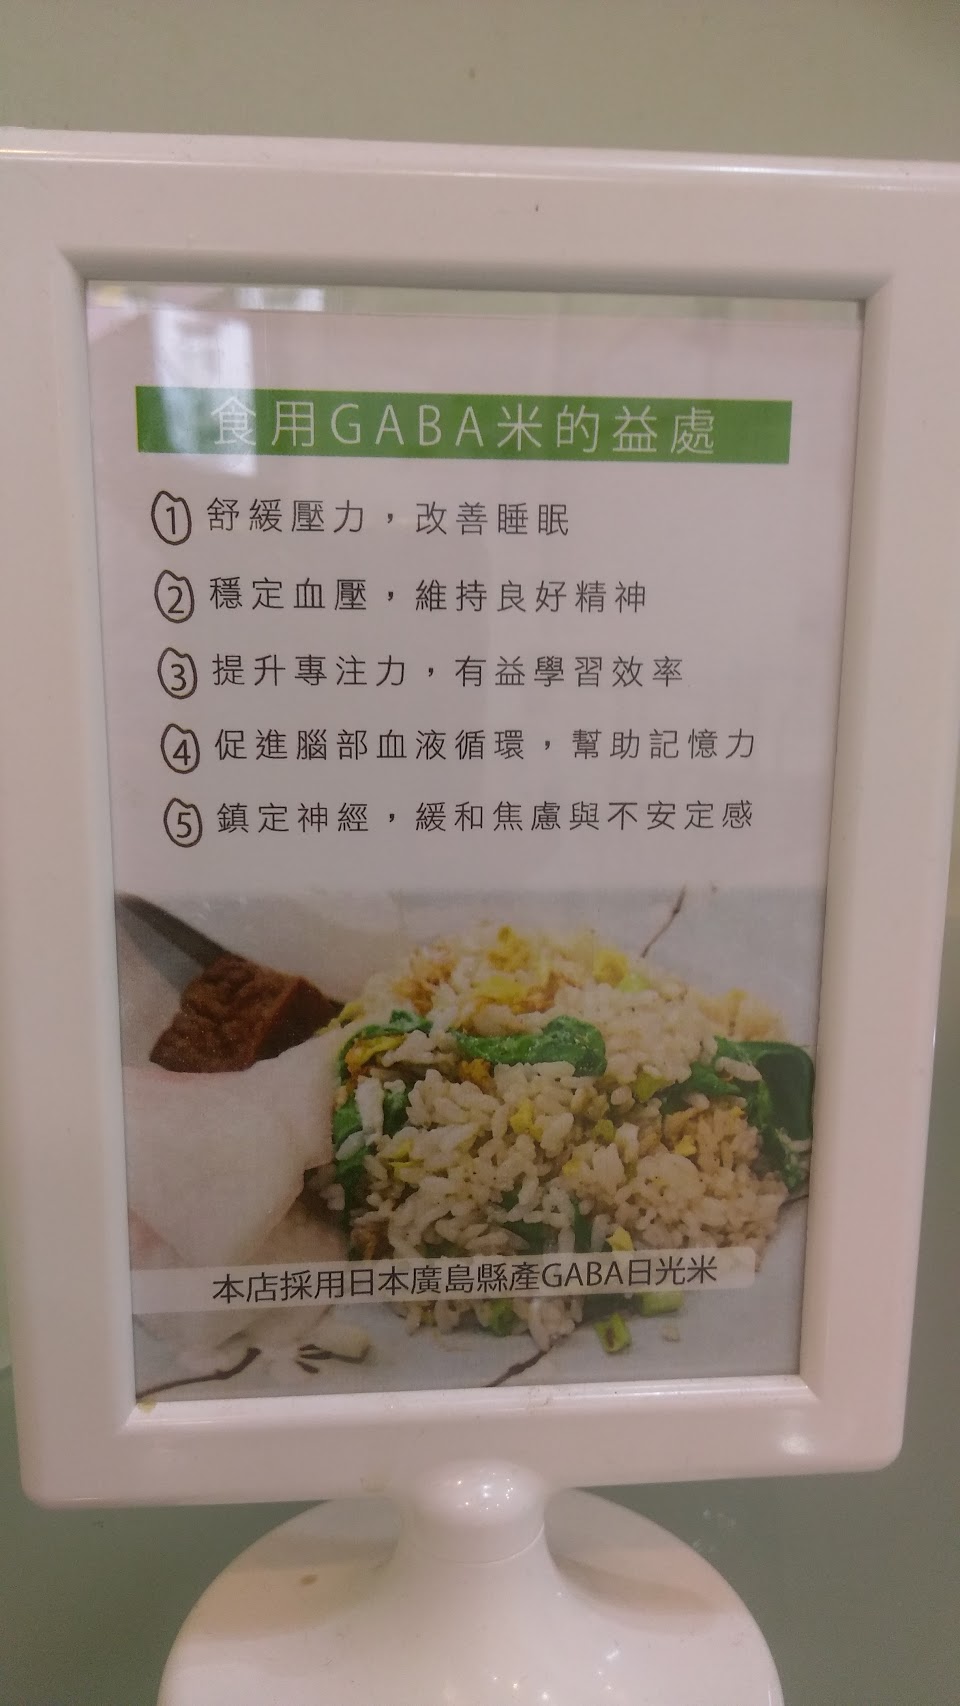 食用GABA米的益處
1 舒緩壓力，改善睡眠
2 穩定血壓，維持良好精神
3 提升專注力，有益學習效率
4 促進腦部血液循環，幫助記憶力
5 鎮定神經，緩和焦慮與不安定感
本店採用日本廣島縣產GABA日光米